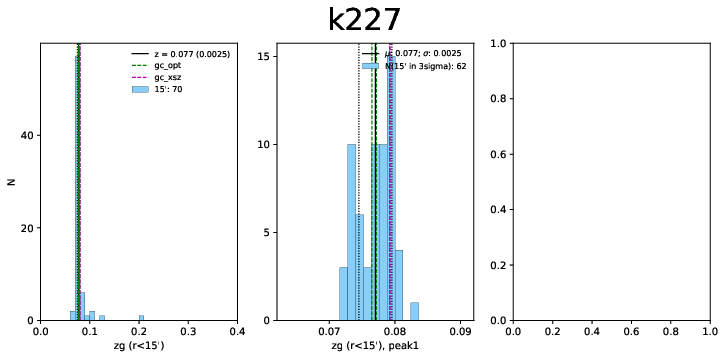 k227
z = 0.077 (0.0025)
gc_opt
gc_xsz
15': 70
N
0
20
40
0.0 0.1 0.2 0.3 0.4
zg (r<15')
μ: 0.077; σ: 0.0025
N(15' in 3sigma): 62
0
5
10
15
0.07 0.08 0.09
zg (r<15'), peak1
1.0
0.8
0.6
0.4
0.2
0.0
0.0 0.2 0.4 0.6 0.8 1.0